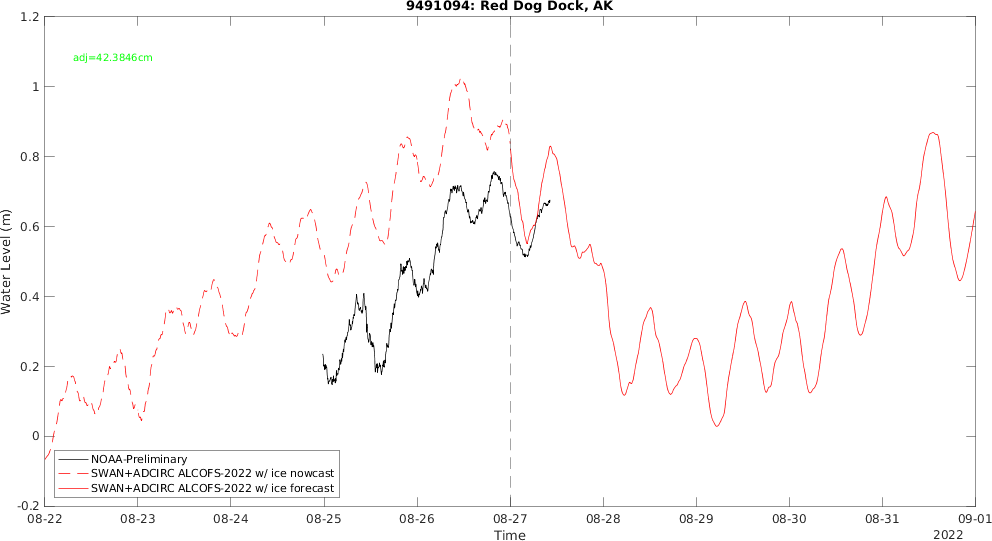 9491094: Red Dog Dock, AK
adj=42.3846cm
Water Level (m)
1.2
1
0.8
0.6
0.4
0.2
0
-0.2
NOAA-Preliminary
SWAN+ADCIRC ALCOFS-2022 w/ ice nowcast
SWAN+ADCIRC ALCOFS-2022 w/ ice forecast
08-22 08-23 08-24 08-25 08-26 08-27 08-28 08-29 08-30 08-31 09-01
Time
2022